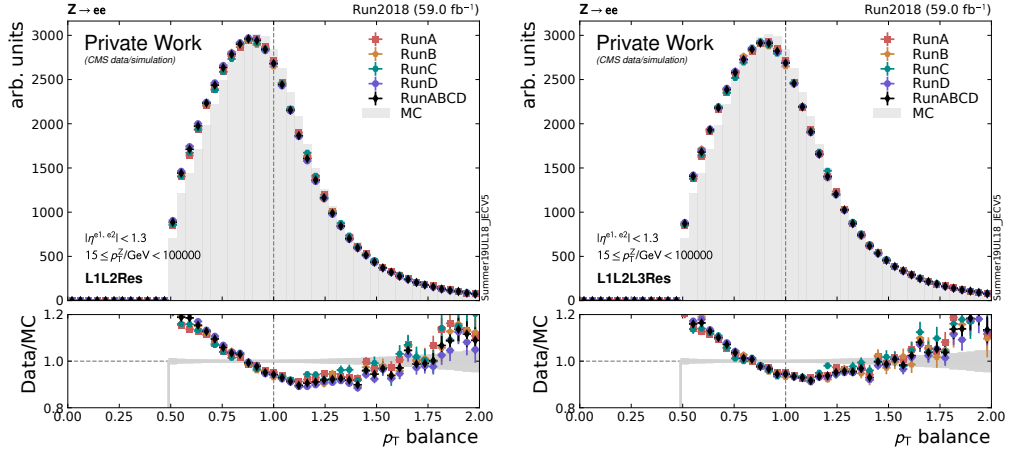 Z → ee
Run2018 (59.0 fb⁻¹)
arb. units
3000
2500
2000
1500
1000
500
0
Private Work
(CMS data/simulation)
RunA
RunB
RunC
RunD
RunABCD
MC
|η^{e1, e2}| < 1.3
15 ≤ p_T^Z/GeV < 100000
L1L2Res
Summer19UL18_JECV5
Data/MC
1.2
1.0
0.8
0.00 0.25 0.50 0.75 1.00 1.25 1.50 1.75 2.00
p_T balance
Z → ee
Run2018 (59.0 fb⁻¹)
arb. units
3000
2500
2000
1500
1000
500
0
Private Work
(CMS data/simulation)
RunA
RunB
RunC
RunD
RunABCD
MC
|η^{e1, e2}| < 1.3
15 ≤ p_T^Z/GeV < 100000
L1L2L3Res
Summer19UL18_JECV5
Data/MC
1.2
1.0
0.8
0.00 0.25 0.50 0.75 1.00 1.25 1.50 1.75 2.00
p_T balance